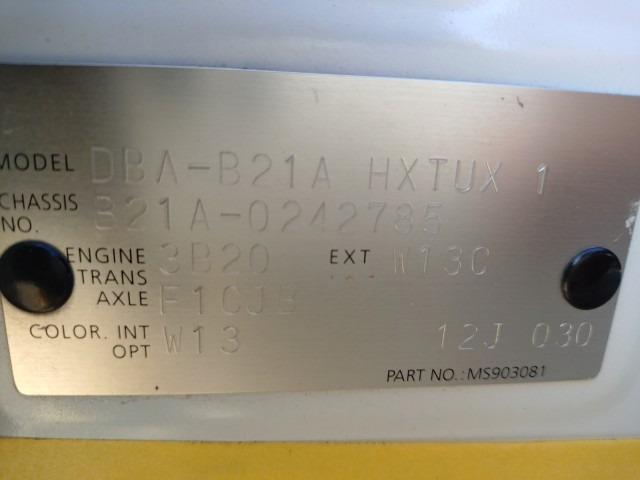 MODEL DBA-B21A HXTUX 1
CHASSIS NO. B21A-0242785
ENGINE 3B20 EXT W13C
TRANS AXLE F1CJB
COLOR. INT OPT W13 12J 030
PART NO.: MS903081